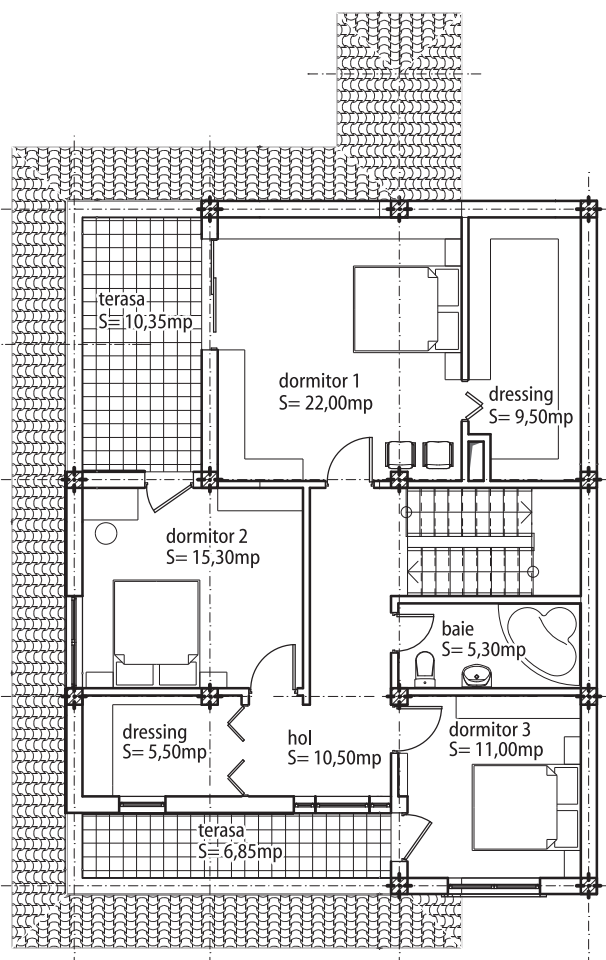 terasa
S= 10,35mp
dormitor 1
S= 22,00mp
dressing
S= 9,50mp
dormitor 2
S= 15,30mp
baie
S= 5,30mp
dressing
S= 5,50mp
hol
S= 10,50mp
dormitor 3
S= 11,00mp
terasa
S= 6,85mp